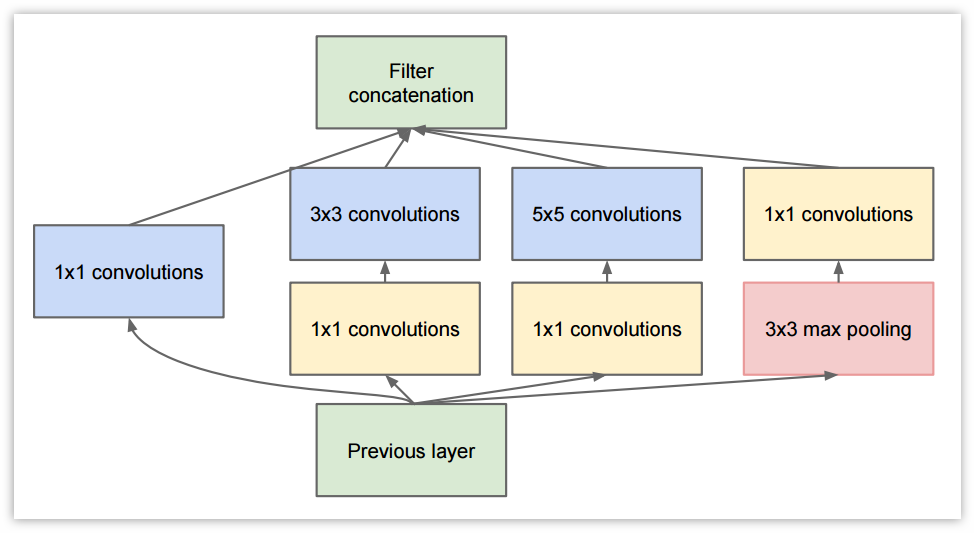 Filter
concatenation
3x3 convolutions
5x5 convolutions
1x1 convolutions
1x1 convolutions
1x1 convolutions
1x1 convolutions
3x3 max pooling
Previous layer